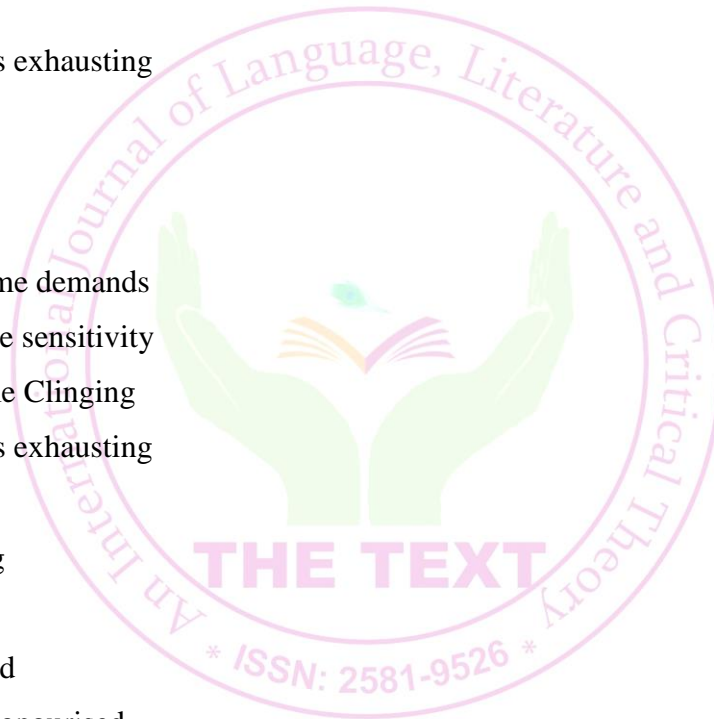 s exhausting
me demands
e sensitivity
e Clinging
s exhausting
g
d
An International Journal of Language, Literature and Critical Theory
THE TEXT
* ISSN: 2581-9526 *